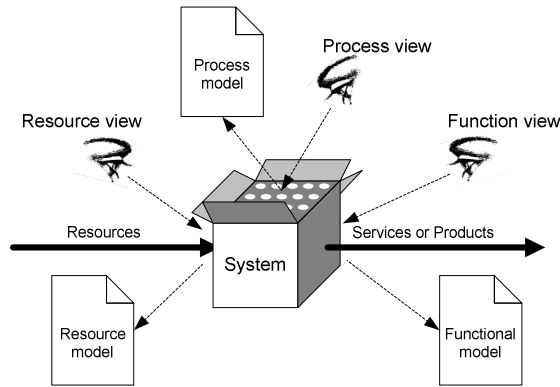 Process view
Process
model
Resource view
Function view
Resources
Services or Products
System
Resource
model
Functional
model